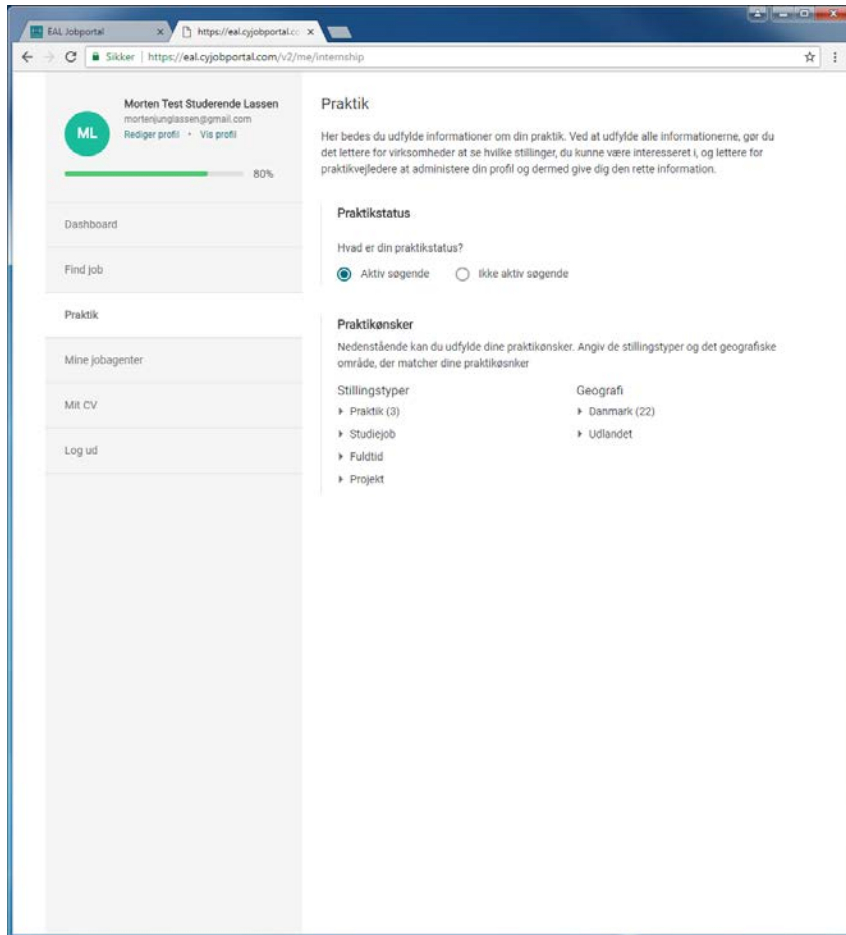 EAL Jobportal
https://eal.cyjobportal.cc
Sikker | https://eal.cyjobportal.com/v2/me/internship
ML
Morten Test Studerende Lassen
mortenjunglassen@gmail.com
Rediger profil • Vis profil
80%
Dashboard
Find job
Praktik
Mine jobagenter
Mit CV
Log ud
Praktik
Her bedes du udfylde informationer om din praktik. Ved at udfylde alle informationerne, gør du
det lettere for virksomheder at se hvilke stillinger, du kunne være interesseret i, og lettere for
praktikvejledere at administere din profil og dermed give dig den rette information.
Praktikstatus
Hvad er din praktikstatus?
Aktiv søgende Ikke aktiv søgende
Praktikønsker
Nedenstående kan du udfylde dine praktikønsker. Angiv de stillingstyper og det geografiske
område, der matcher dine praktikøsnker
Stillingstyper Geografi
Praktik (3) Danmark (22)
Studiejob Udlandet
Fuldtid
Projekt